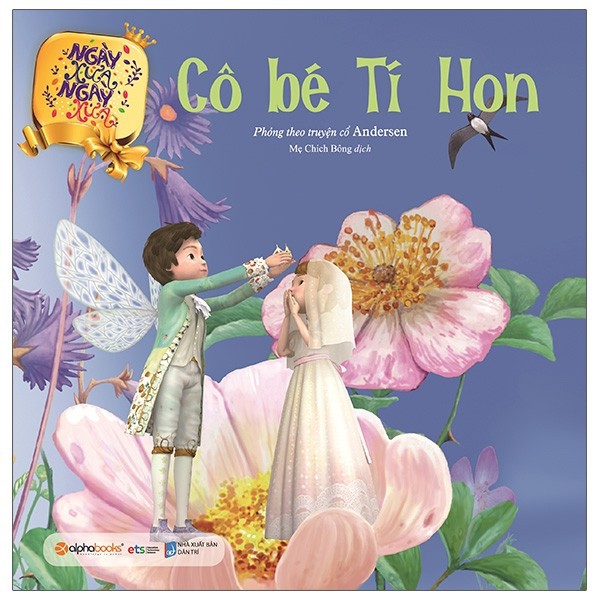 NGÀY
XỬA
NGAY
XƯA
Cô bé Tí Hon
Phỏng theo truyện cổ Andersen
Mẹ Chích Bông dịch
alphabooks
ets
NHÀ XUẤT BẢN
DÂN TRÍ